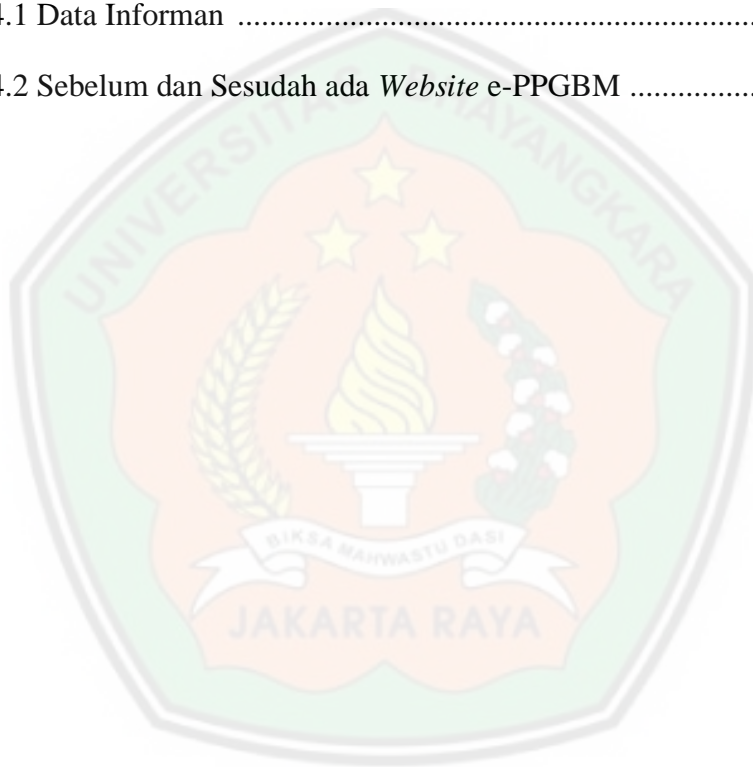 4.1 Data Informan ..............................................................
4.2 Sebelum dan Sesudah ada Website e-PPGBM ...................
UNIVERSITAS BHAYANGKARA
BIKSA MAHWASTU DASI
JAKARTA RAYA